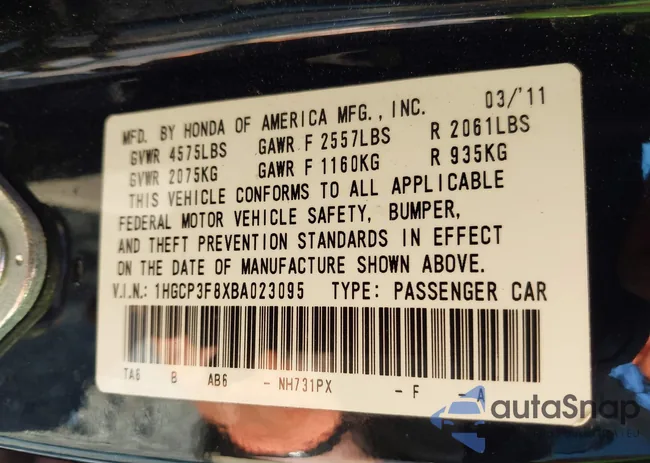 MFD. BY HONDA OF AMERICA MFG., INC. 03/'11
GVWR 4575LBS GAWR F 2557LBS R 2061LBS
GVWR 2075KG GAWR F 1160KG R 935KG
THIS VEHICLE CONFORMS TO ALL APPLICABLE
FEDERAL MOTOR VEHICLE SAFETY, BUMPER,
AND THEFT PREVENTION STANDARDS IN EFFECT
ON THE DATE OF MANUFACTURE SHOWN ABOVE.
V.I.N.: 1HGCP3F8XBA023095 TYPE: PASSENGER CAR
TA6 B AB6 - NH731PX - F - A
autaSnap